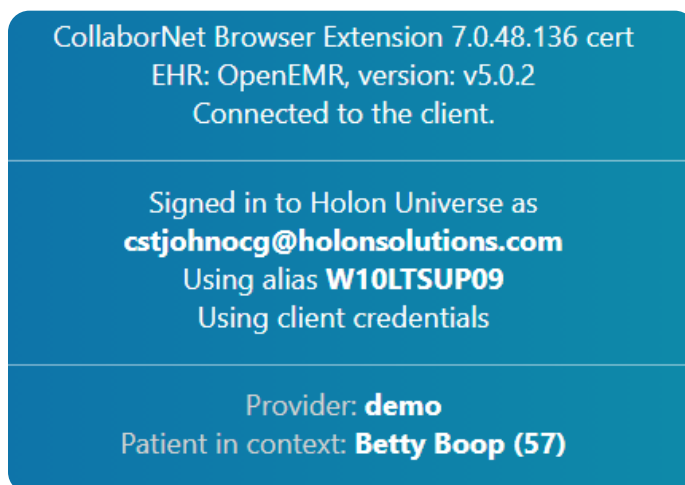 CollaborNet Browser Extension 7.0.48.136 cert
EHR: OpenEMR, version: v5.0.2
Connected to the client.
Signed in to Holon Universe as
cstjohnocg@holonsolutions.com
Using alias W10LTSUP09
Using client credentials
Provider: demo
Patient in context: Betty Boop (57)